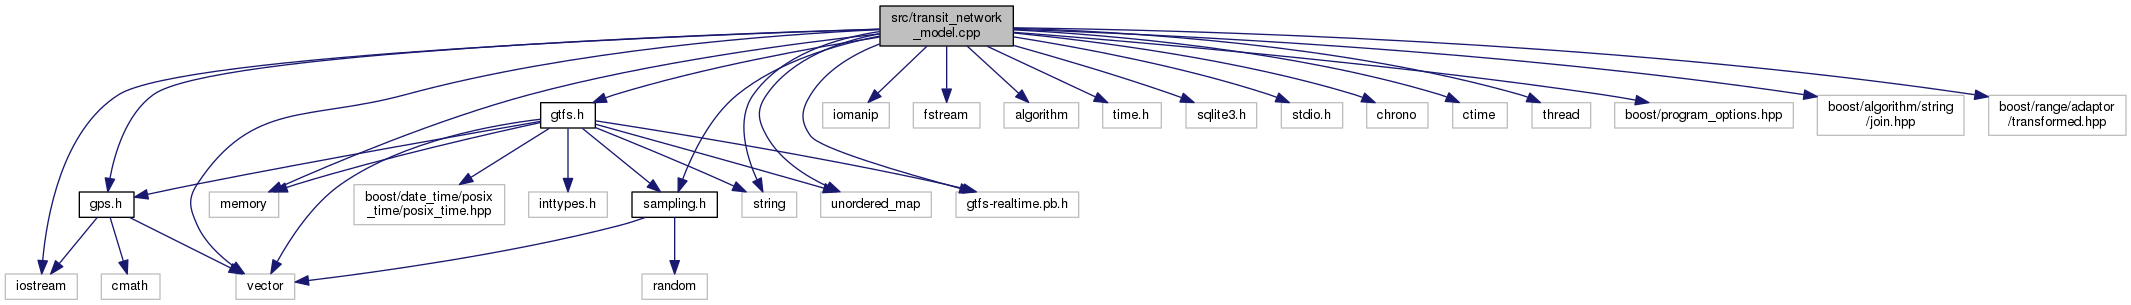 src/transit_network
_model.cpp
gtfs.h
iomanip
fstream
algorithm
time.h
sqlite3.h
stdio.h
chrono
ctime
thread
boost/program_options.hpp
boost/algorithm/string
/join.hpp
boost/range/adaptor
/transformed.hpp
gps.h
memory
boost/date_time/posix
_time/posix_time.hpp
inttypes.h
sampling.h
string
unordered_map
gtfs-realtime.pb.h
iostream
cmath
vector
random